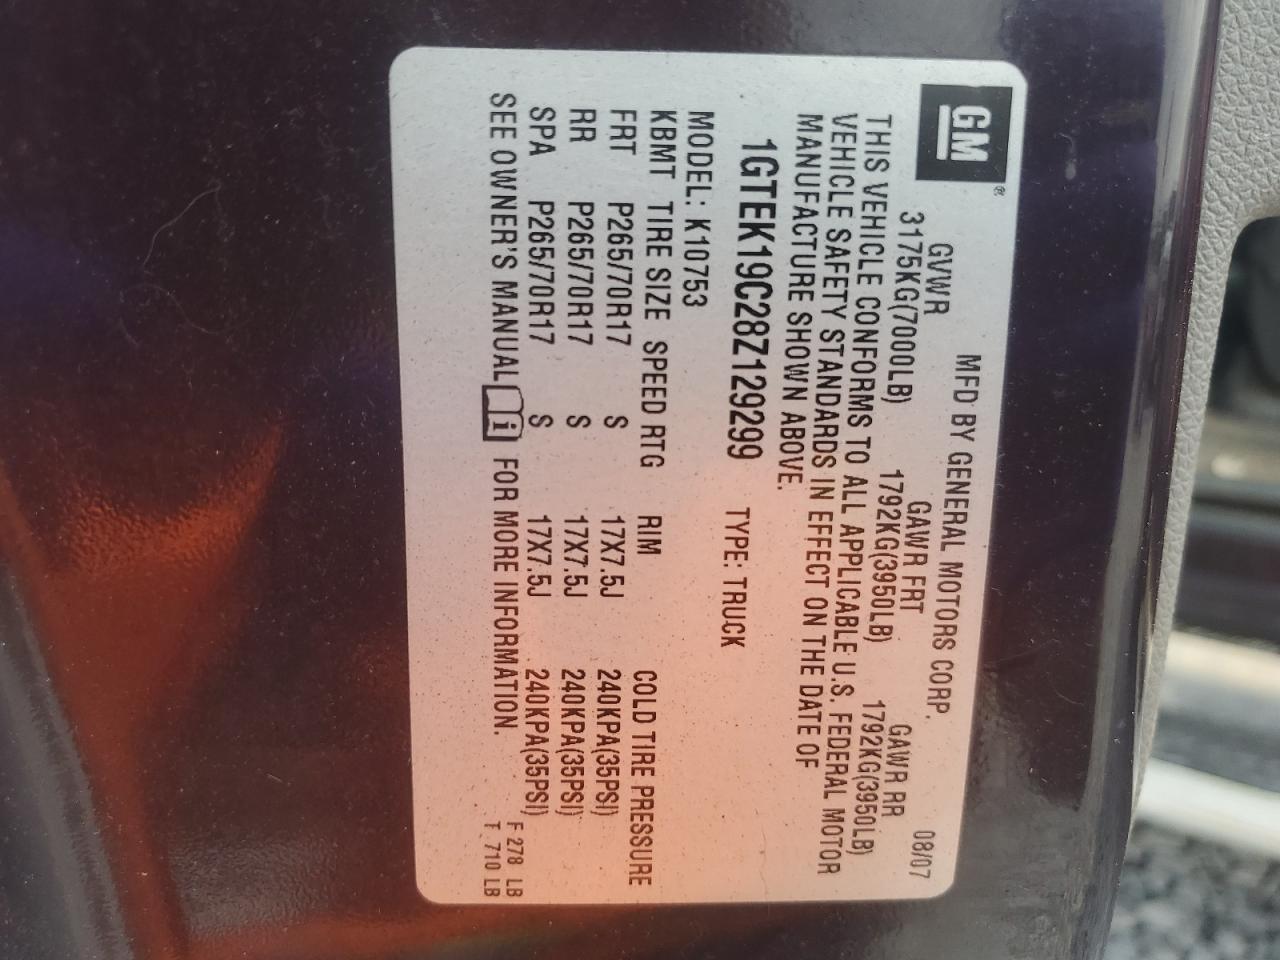 GM®
MFD BY GENERAL MOTORS CORP. 08/07
GVWR GAWR FRT GAWR RR
3175KG(7000LB) 1792KG(3950LB) 1792KG(3950LB)
THIS VEHICLE CONFORMS TO ALL APPLICABLE U.S. FEDERAL MOTOR
VEHICLE SAFETY STANDARDS IN EFFECT ON THE DATE OF
MANUFACTURE SHOWN ABOVE.
1GTEK19C28Z129299 TYPE: TRUCK
MODEL: K10753
KBMT TIRE SIZE SPEED RTG RIM COLD TIRE PRESSURE
FRT P265/70R17 S 17X7.5J 240KPA(35PSI)
RR P265/70R17 S 17X7.5J 240KPA(35PSI)
SPA P265/70R17 S 17X7.5J 240KPA(35PSI)
SEE OWNER'S MANUAL i FOR MORE INFORMATION.
F 278 LB
T 710 LB